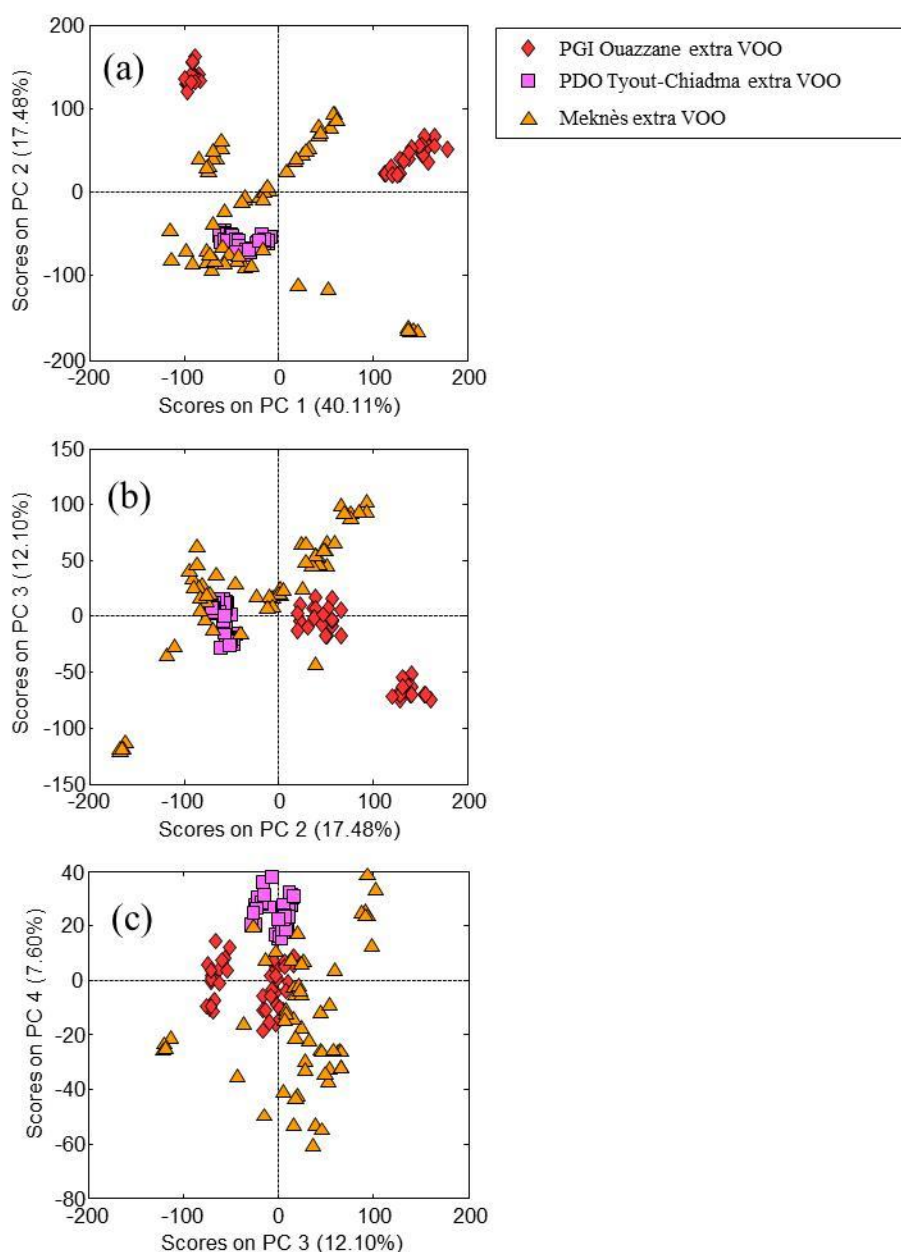 200
100
0
-100
-200
-200 -100 0 100 200
(a)
Scores on PC 2 (17.48%)
Scores on PC 1 (40.11%)
PGI Ouazzane extra VOO
PDO Tyout-Chiadma extra VOO
Meknès extra VOO
150
100
50
0
-50
-100
-150
-200 -100 0 100 200
(b)
Scores on PC 3 (12.10%)
Scores on PC 2 (17.48%)
40
20
0
-20
-40
-60
-80
-200 -100 0 100 200
(c)
Scores on PC 4 (7.60%)
Scores on PC 3 (12.10%)